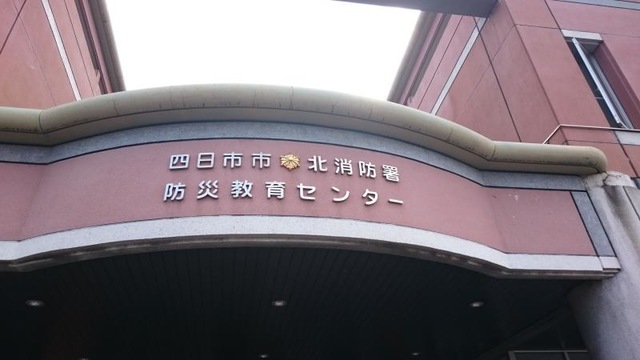 四日市市 北消防署
防災教育センター